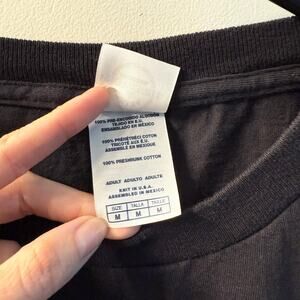 100% PRE-ENCOGIDO ALGODÓN
TEJIDO EN E.U.
ENSAMBLADO EN MÉXICO
100% PRÉRÉTRÉCI COTON
TRICOTÉ AUX É.U.
ASSEMBLÉ EN MEXIQUE
100% PRESHRUNK COTTON
ADULT ADULTO ADULTE
KNIT IN U.S.A.
ASSEMBLED IN MEXICO
SIZE TALLA TAILLE
M M M